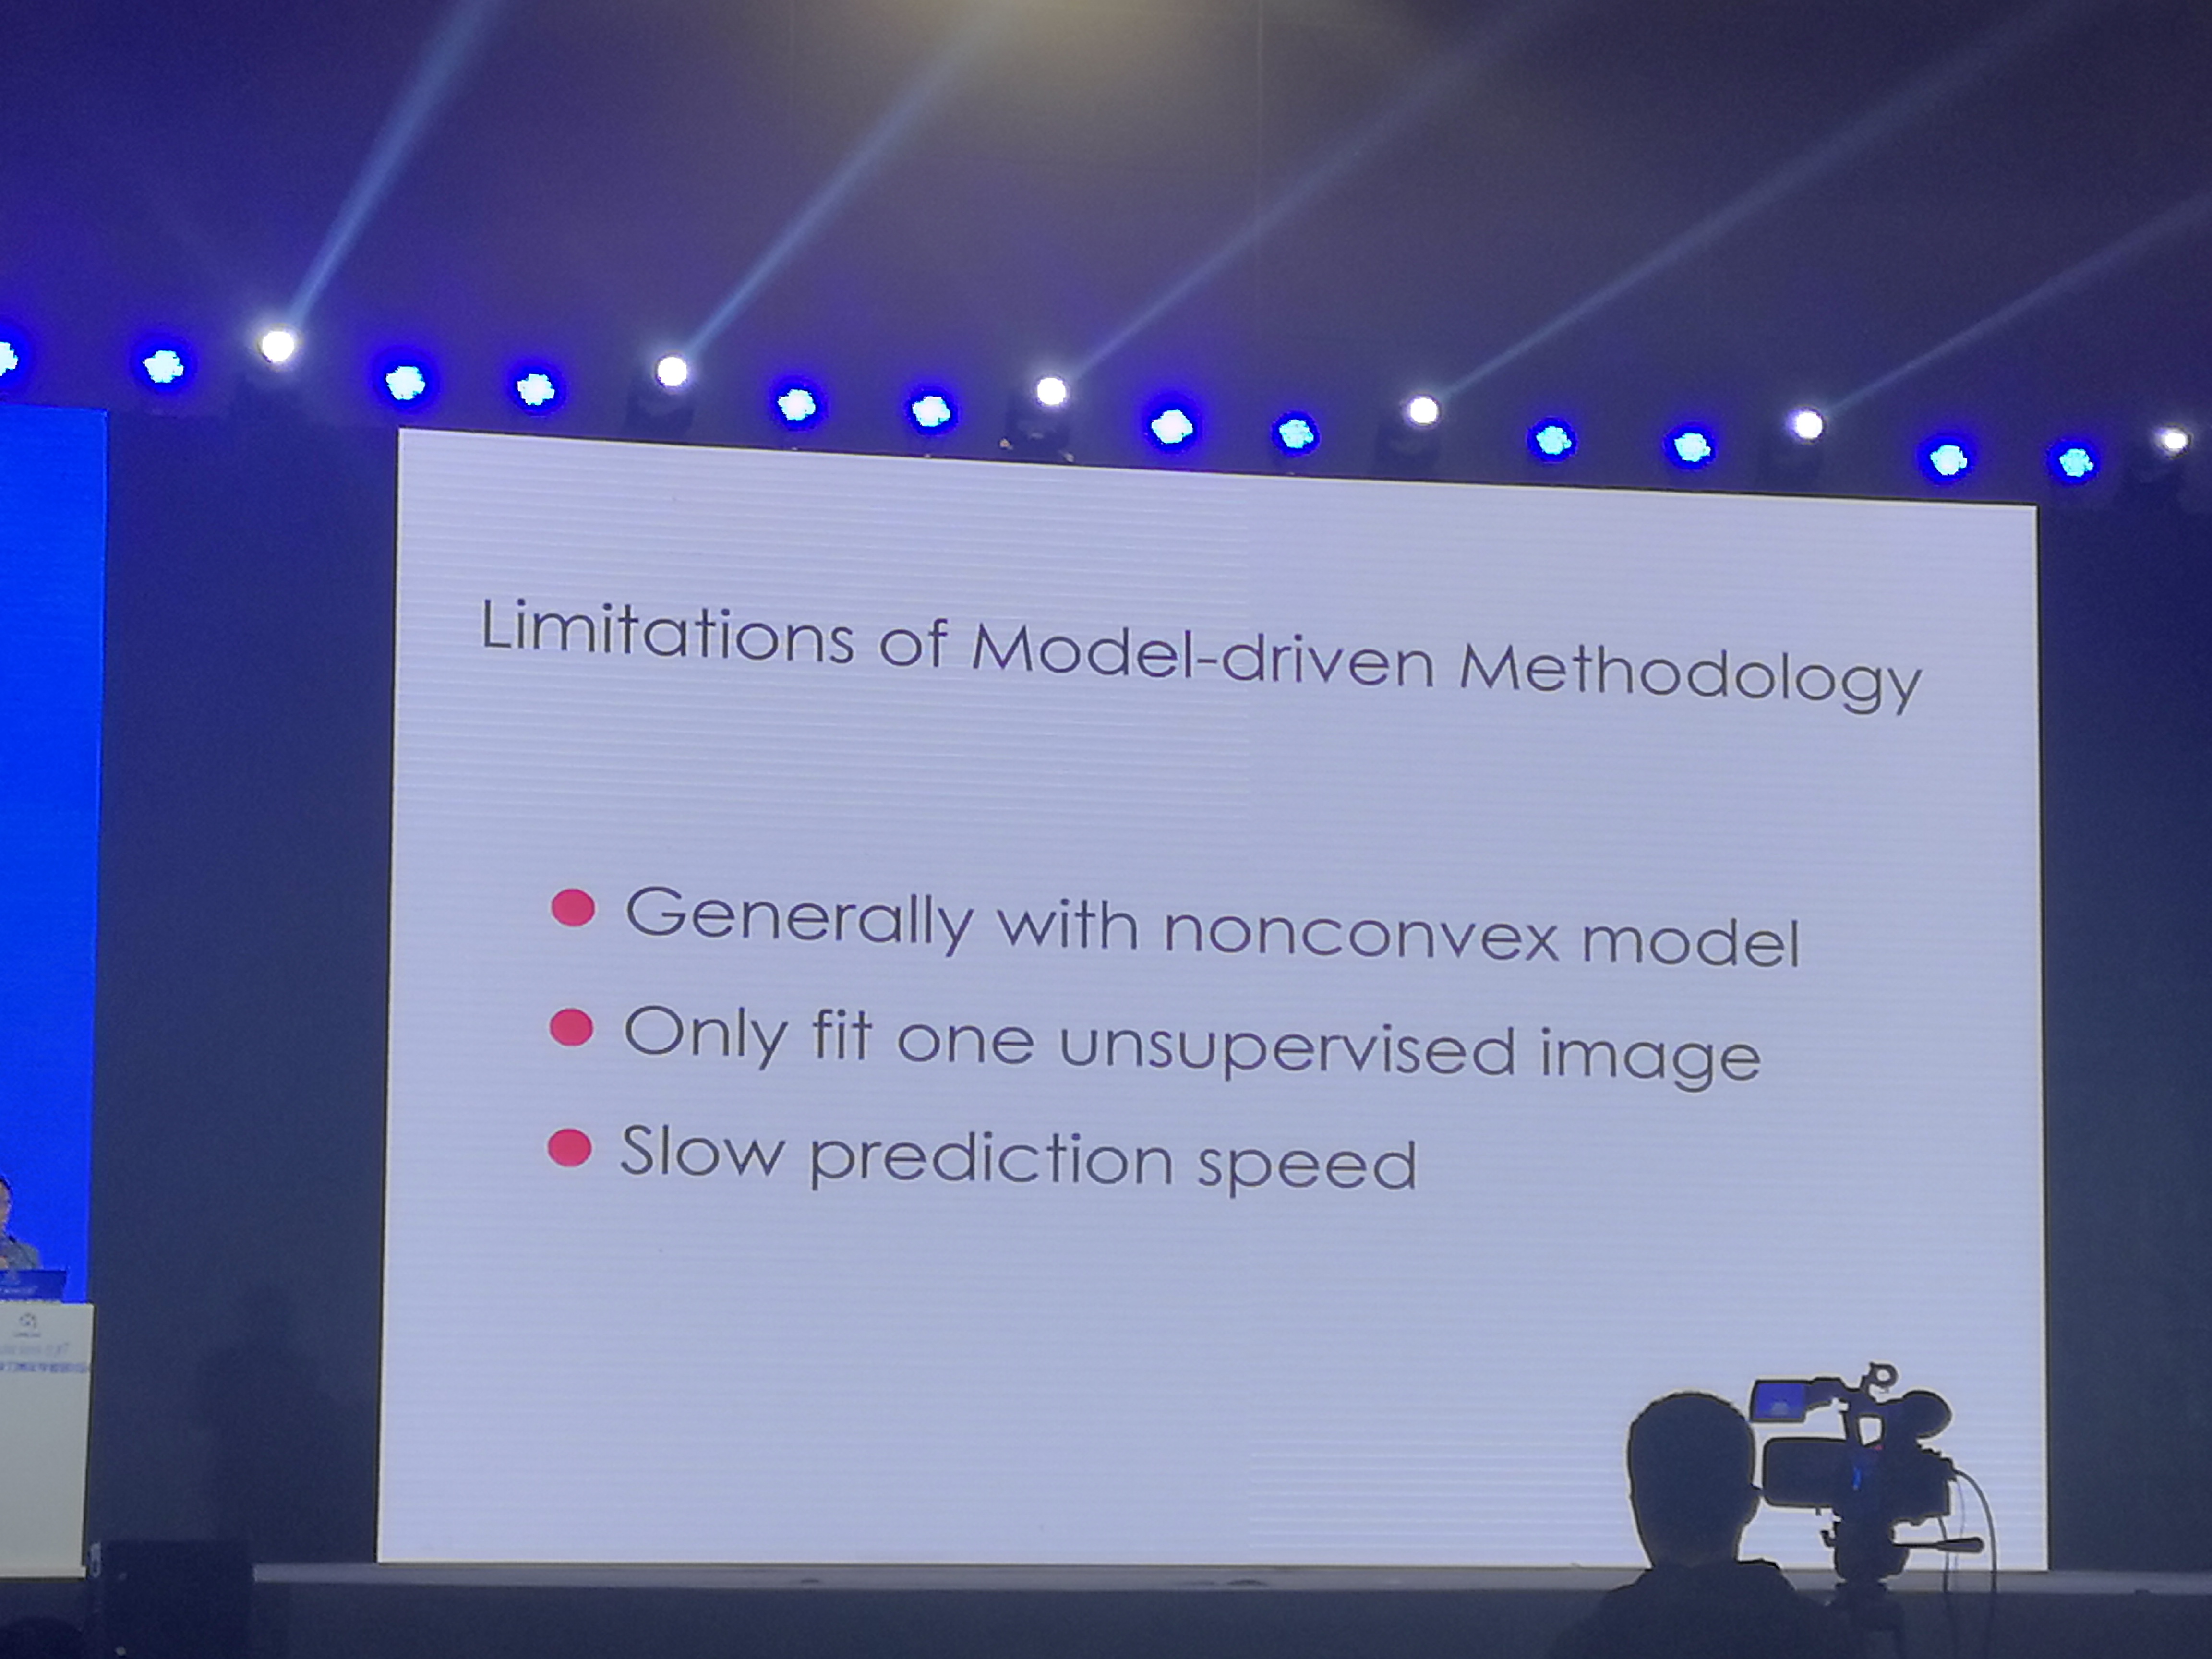 Limitations of Model-driven Methodology
Generally with nonconvex model
Only fit one unsupervised image
Slow prediction speed